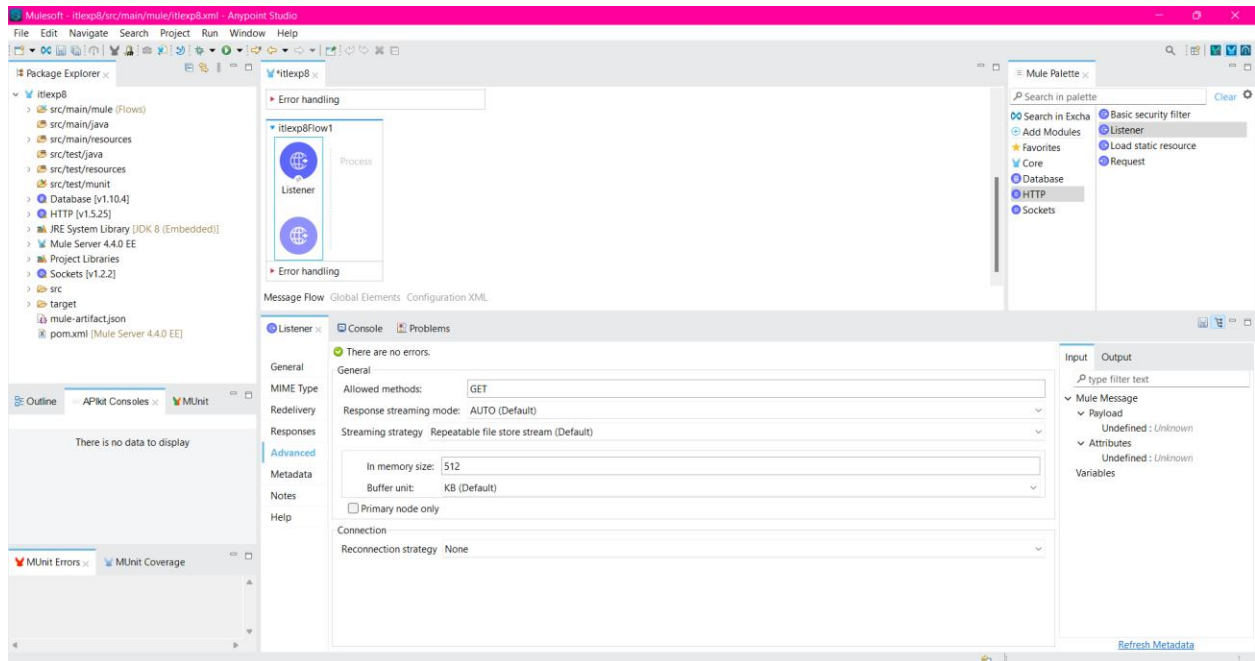 Mulesoft - itlexp8/src/main/mule/itlexp8.xml - Anypoint Studio
File Edit Navigate Search Project Run Window Help
Package Explorer
itlexp8
src/main/mule (Flows)
src/main/java
src/main/resources
src/test/java
src/test/resources
src/test/munit
Database [v1.10.4]
HTTP [v1.5.25]
JRE System Library [JDK 8 (Embedded)]
Mule Server 4.4.0 EE
Project Libraries
Sockets [v1.2.2]
src
target
mule-artifact.json
pom.xml [Mule Server 4.4.0 EE]
Outline APIkit Consoles MUnit
There is no data to display
MUnit Errors MUnit Coverage
*itlexp8
Error handling
itlexp8Flow1
Process
Listener
Error handling
Message Flow Global Elements Configuration XML
Mule Palette
Search in palette Clear
Search in Excha
Add Modules
Favorites
Core
Database
HTTP
Sockets
Basic security filter
Listener
Load static resource
Request
Listener Console Problems
There are no errors.
General
MIME Type
Redelivery
Responses
Advanced
Metadata
Notes
Help
General
Allowed methods: GET
Response streaming mode: AUTO (Default)
Streaming strategy Repeatable file store stream (Default)
In memory size: 512
Buffer unit: KB (Default)
Primary node only
Connection
Reconnection strategy None
Input Output
type filter text
Mule Message
Payload
Undefined : Unknown
Attributes
Undefined : Unknown
Variables
Refresh Metadata